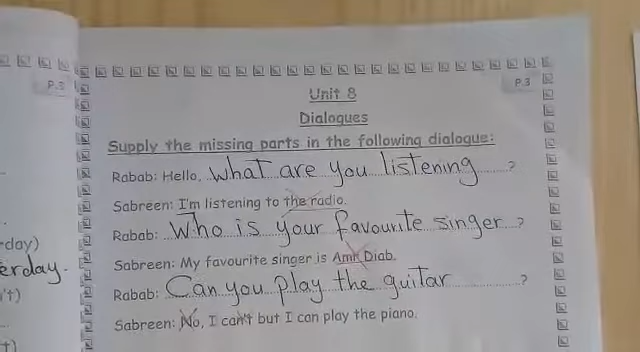 P.3
erday)
erday.
't)
t)
P.3
Unit 8
Dialogues
Supply the missing parts in the following dialogue:
Rabab: Hello, What are you listening ?
Sabreen: I'm listening to the radio.
Rabab: Who is your favourite singer ?
Sabreen: My favourite singer is Amr Diab.
Rabab: Can you play the guitar ?
Sabreen: No, I can't but I can play the piano.